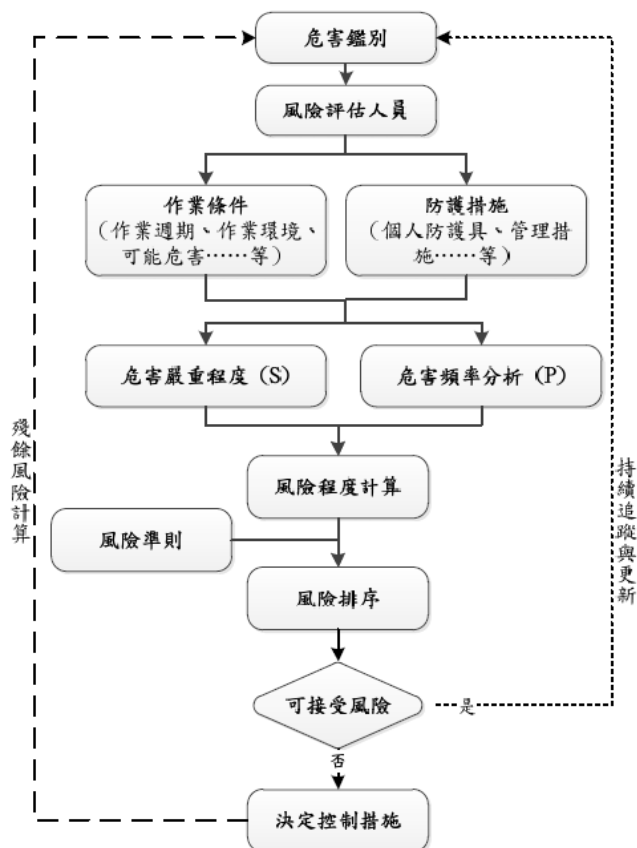 危害鑑別
風險評估人員
作業條件
（作業週期、作業環境、
可能危害……等）
防護措施
（個人防護具、管理措
施……等）
危害嚴重程度（S）
危害頻率分析（P）
風險程度計算
風險準則
風險排序
可接受風險
是
否
決定控制措施
殘餘風險計算
持續追蹤與更新